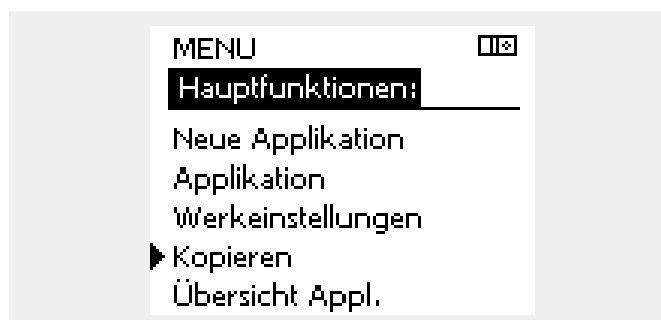 MENU
Hauptfunktionen:
Neue Applikation
Applikation
Werkeinstellungen
Kopieren
Übersicht Appl.